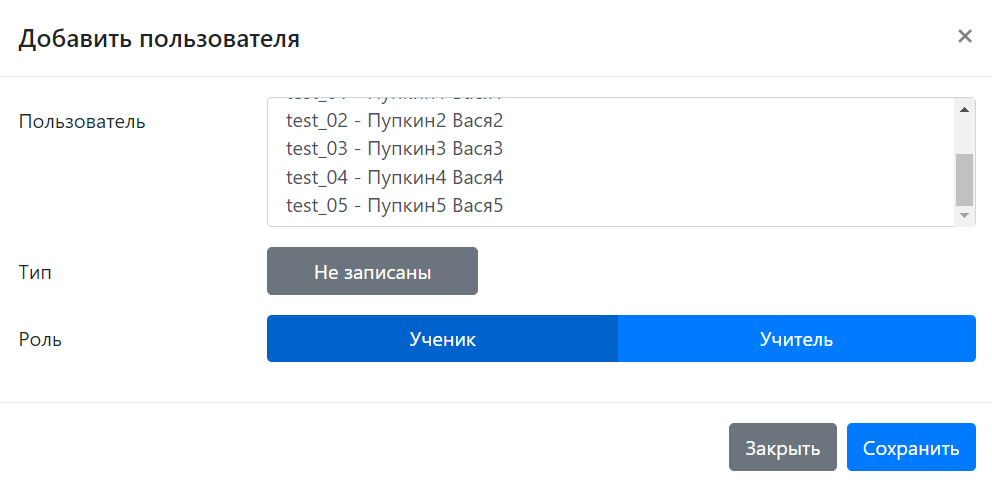 Добавить пользователя
×
Пользователь
test_02 - Пупкин2 Вася2
test_03 - Пупкин3 Вася3
test_04 - Пупкин4 Вася4
test_05 - Пупкин5 Вася5
Тип
Не записаны
Роль
Ученик
Учитель
Закрыть
Сохранить